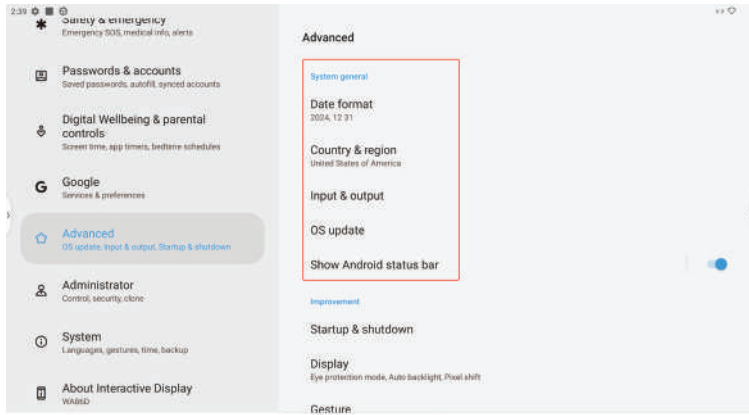 2:39
Safety & emergency
Emergency SOS, medical info, alerts
Passwords & accounts
Saved passwords, autofill, synced accounts
Digital Wellbeing & parental
controls
Screen time, app timers, bedtime schedules
Google
Services & preferences
Advanced
OS update, Input & output, Startup & shutdown
Administrator
Control, security, clone
System
Languages, gestures, time, backup
About Interactive Display
Advanced
System general
Date format
2024, 12 31
Country & region
United States of America
Input & output
OS update
Show Android status bar
Improvement
Startup & shutdown
Display
Eye protection mode, Auto backlight, Pixel shift
Gesture